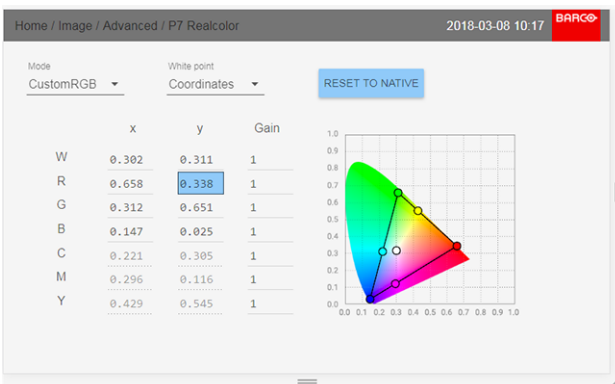 Home / Image / Advanced / P7 Realcolor 2018-03-08 10:17 BARCO
Mode White point
CustomRGB Coordinates RESET TO NATIVE
x y Gain
W 0.302 0.311 1
R 0.658 0.338 1
G 0.312 0.651 1
B 0.147 0.025 1
C 0.221 0.305 1
M 0.296 0.116 1
Y 0.429 0.545 1
1.0
0.9
0.8
0.7
0.6
0.5
0.4
0.3
0.2
0.1
0.0
0.0 0.1 0.2 0.3 0.4 0.5 0.6 0.7 0.8 0.9 1.0